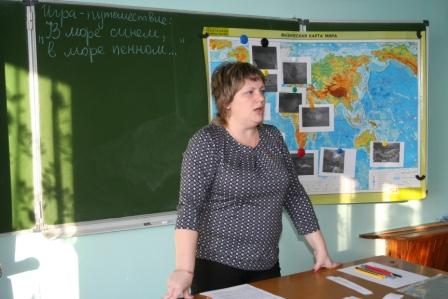 Игра-путешествие:
"В море синем,
в море пенном..."
ФИЗИЧЕСКАЯ КАРТА МИРА